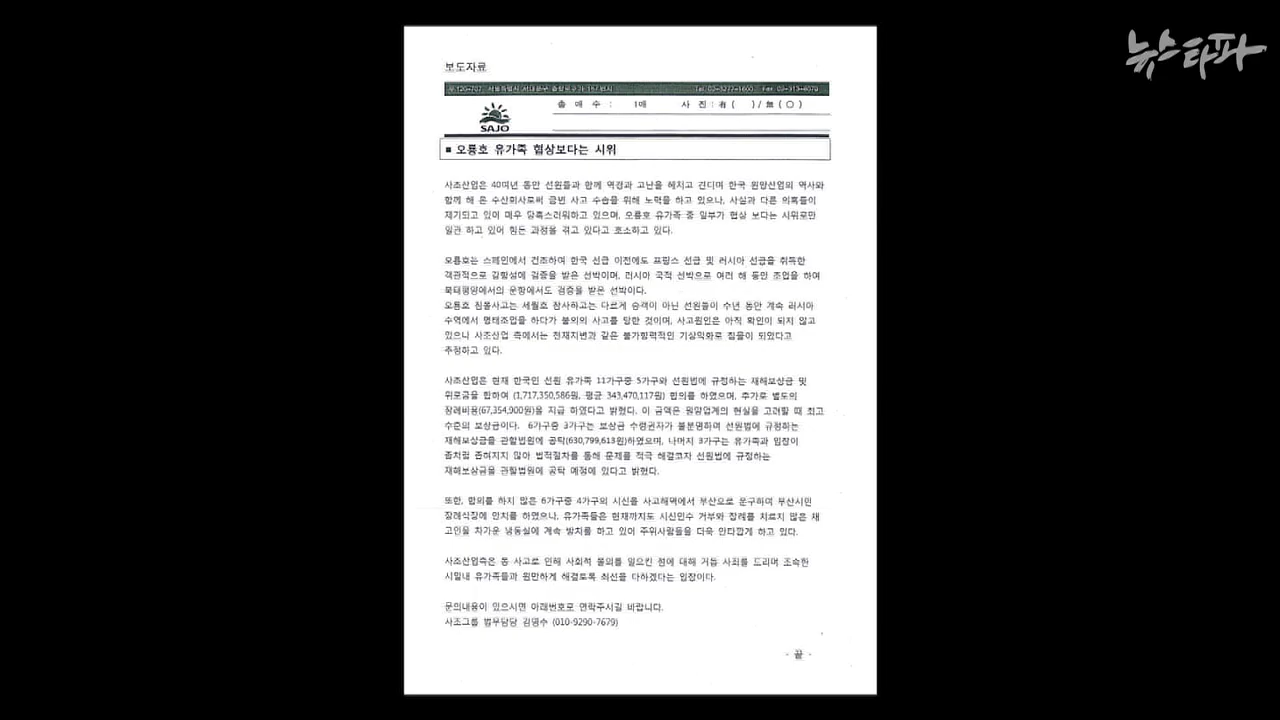 뉴스타파
보도자료
우 120-707 서울특별시 서대문구 충정로2가 157번지 Tel. 02-3277-1600 Fax. 02-313-8079
총 매 수 : 1매 사 진 : 有 ( ) / 無 ( ○ )
SAJO
■ 오룡호 유가족 협상보다는 시위
사조산업은 40여년 동안 선원들과 함께 역경과 고난을 헤치고 견디며 한국 원양산업의 역사와
함께 해 온 수산회사로써 금번 사고 수습을 위해 노력을 하고 있으나, 사실과 다른 의혹들이
제기되고 있어 매우 당혹스러워하고 있으며, 오룡호 유가족 중 일부가 협상 보다는 시위로만
일관 하고 있어 힘든 과정을 겪고 있다고 호소하고 있다.
오룡호는 스페인에서 건조하여 한국 선급 이전에도 프랑스 선급 및 러시아 선급을 취득한
객관적으로 감항성에 검증을 받은 선박이며, 러시아 국적 선박으로 여러 해 동안 조업을 하여
북태평양에서의 운항에서도 검증을 받은 선박이다.
오룡호 침몰사고는 세월호 참사하고는 다르게 승객이 아닌 선원들이 수년 동안 계속 러시아
수역에서 명태조업을 하다가 불의의 사고를 당한 것이며, 사고원인은 아직 확인이 되지 않고
있으나 사조산업 측에서는 천재지변과 같은 불가항력적인 기상악화로 침몰이 되었다고
추정하고 있다.
사조산업은 현재 한국인 선원 유가족 11가구중 5가구와 선원법에 규정하는 재해보상금 및
위로금을 합하여 (1,717,350,586원, 평균 343,470,117원) 합의를 하였으며, 추가로 별도의
장례비용(67,354,900원)을 지급 하였다고 밝혔다. 이 금액은 원양업계의 현실을 고려할 때 최고
수준의 보상금이다. 6가구중 3가구는 보상금 수령권자가 불분명하여 선원법에 규정하는
재해보상금을 관할법원에 공탁(630,799,613원)하였으며, 나머지 3가구는 유가족과 입장이
좀처럼 좁혀지지 않아 법적절차를 통해 문제를 적극 해결코자 선원법에 규정하는
재해보상금을 관할법원에 공탁 예정에 있다고 밝혔다.
또한, 합의를 하지 않은 6가구중 4가구의 시신을 사고해역에서 부산으로 운구하여 부산시민
장례식장에 안치를 하였으나, 유가족들은 현재까지도 시신인수 거부와 장례를 치르지 않은 채
고인을 차가운 냉동실에 계속 방치를 하고 있어 주위사람들을 더욱 안타깝게 하고 있다.
사조산업측은 동 사고로 인해 사회적 물의를 일으킨 점에 대해 거듭 사죄를 드리며 조속한
시일내 유가족들과 원만하게 해결토록 최선을 다하겠다는 입장이다.
문의내용이 있으시면 아래번호로 연락주시길 바랍니다.
사조그룹 법무담당 김명수 (010-9290-7679)
- 끝 -